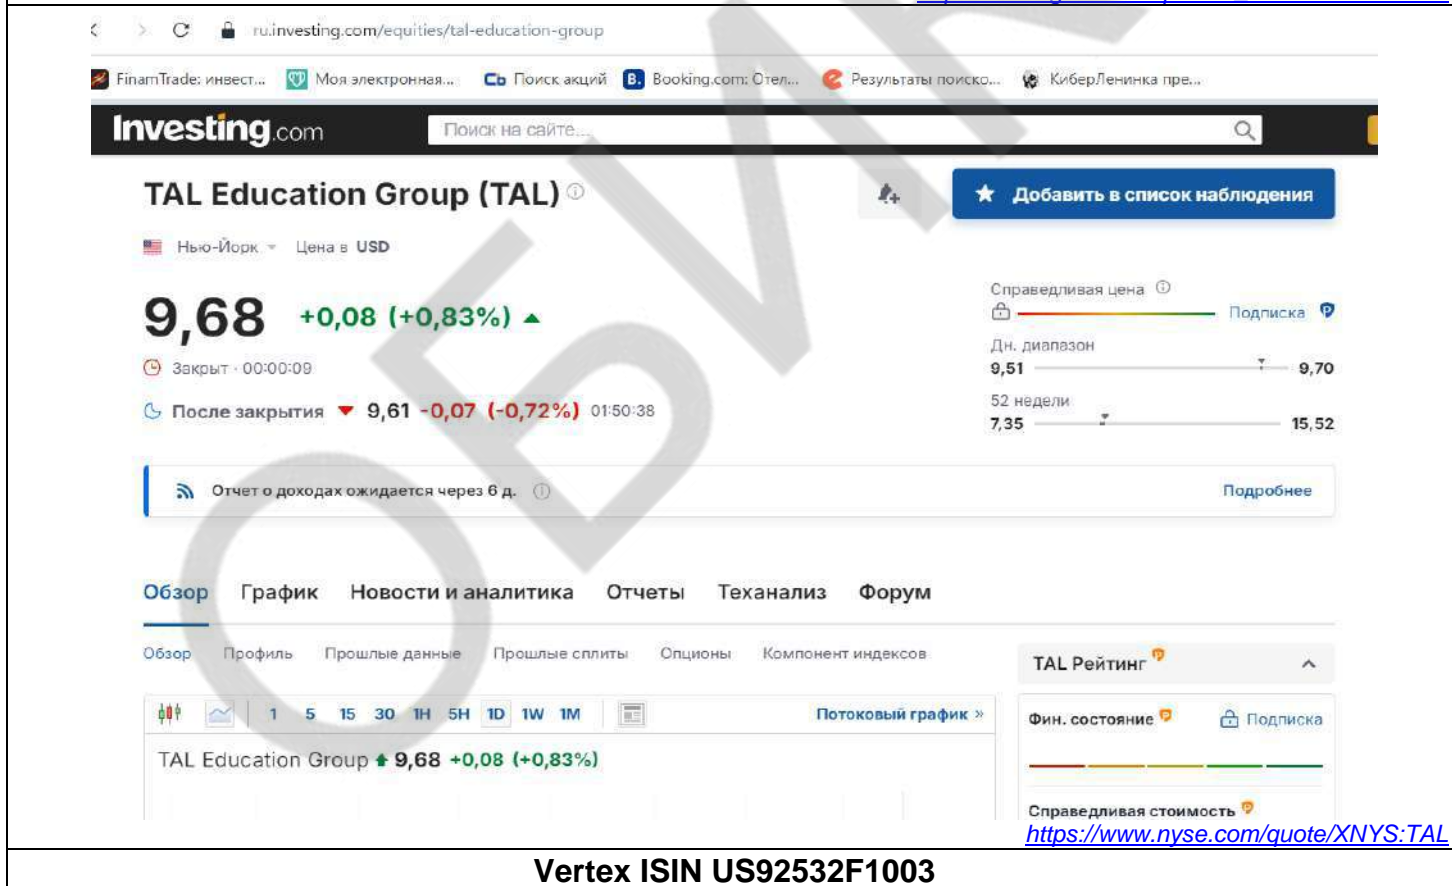 ru.investing.com/equities/tal-education-group
FinamTrade: инвест... Моя электронная... Поиск акций Booking.com: Отел... Результаты поиско... КиберЛенинка пре...
Investing.com Поиск на сайте...
TAL Education Group (TAL) Добавить в список наблюдения
Нью-Йорк Цена в USD
9,68 +0,08 (+0,83%)
Справедливая цена
Подписка
Закрыт · 00:00:09
Дн. диапазон
9,51 9,70
После закрытия 9,61 -0,07 (-0,72%) 01:50:38
52 недели
7,35 15,52
Отчет о доходах ожидается через 6 д. Подробнее
Обзор График Новости и аналитика Отчеты Теханализ Форум
Обзор Профиль Прошлые данные Прошлые сплиты Опционы Компонент индексов
TAL Рейтинг
1 5 15 30 1H 5H 1D 1W 1M Потоковый график »
Фин. состояние Подписка
TAL Education Group 9,68 +0,08 (+0,83%)
Справедливая стоимость
https://www.nyse.com/quote/XNYS:TAL
Vertex ISIN US92532F1003